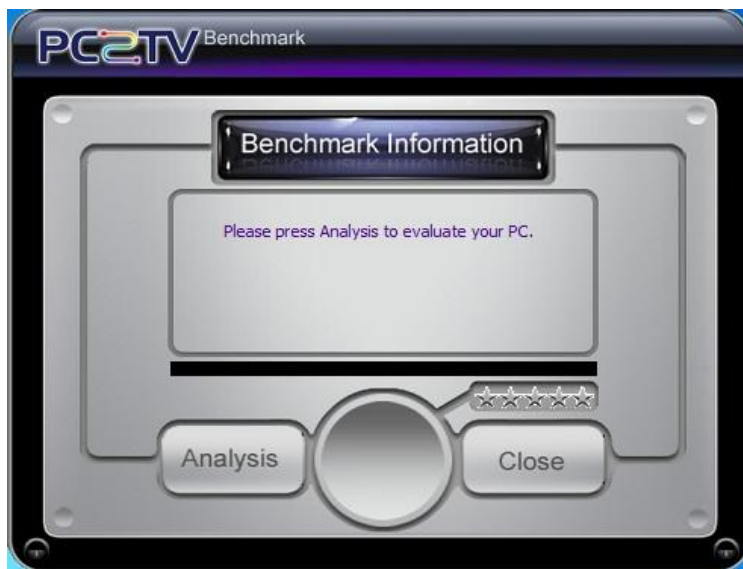 PC2TV Benchmark
Benchmark Information
Please press Analysis to evaluate your PC.
Analysis
Close